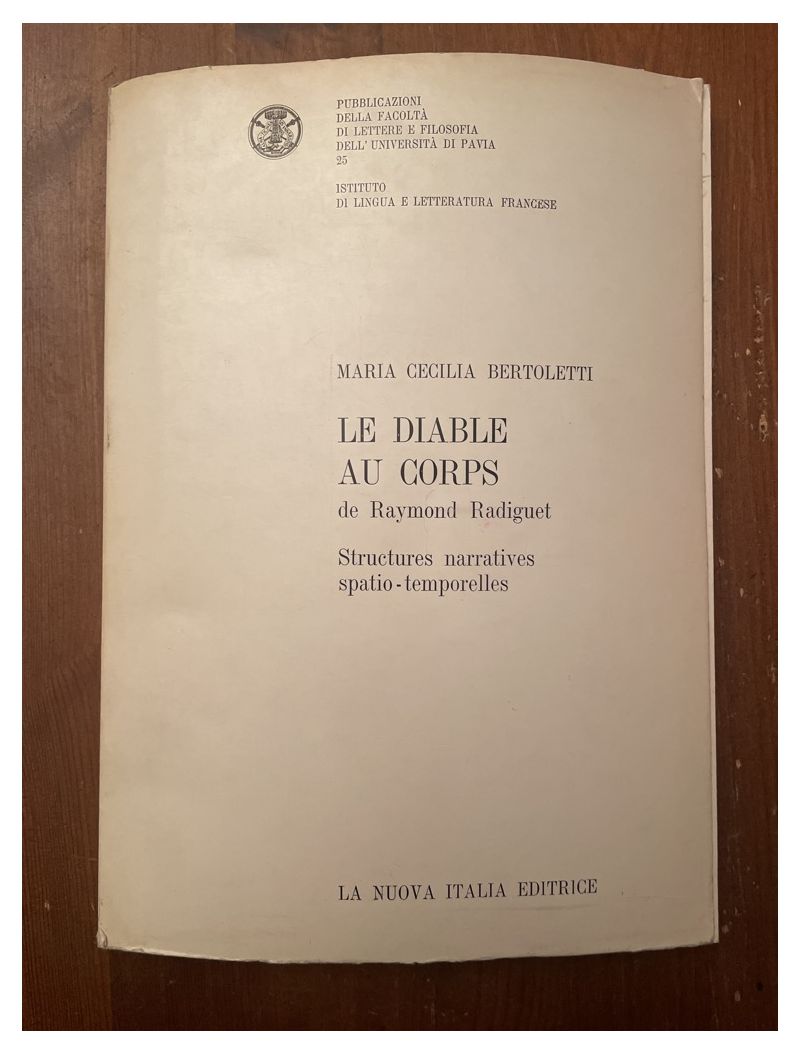 PUBBLICAZIONI
DELLA FACOLTÀ
DI LETTERE E FILOSOFIA
DELL' UNIVERSITÀ DI PAVIA
25
ISTITUTO
DI LINGUA E LETTERATURA FRANCESE
MARIA CECILIA BERTOLETTI
LE DIABLE
AU CORPS
de Raymond Radiguet
Structures narratives
spatio-temporelles
LA NUOVA ITALIA EDITRICE